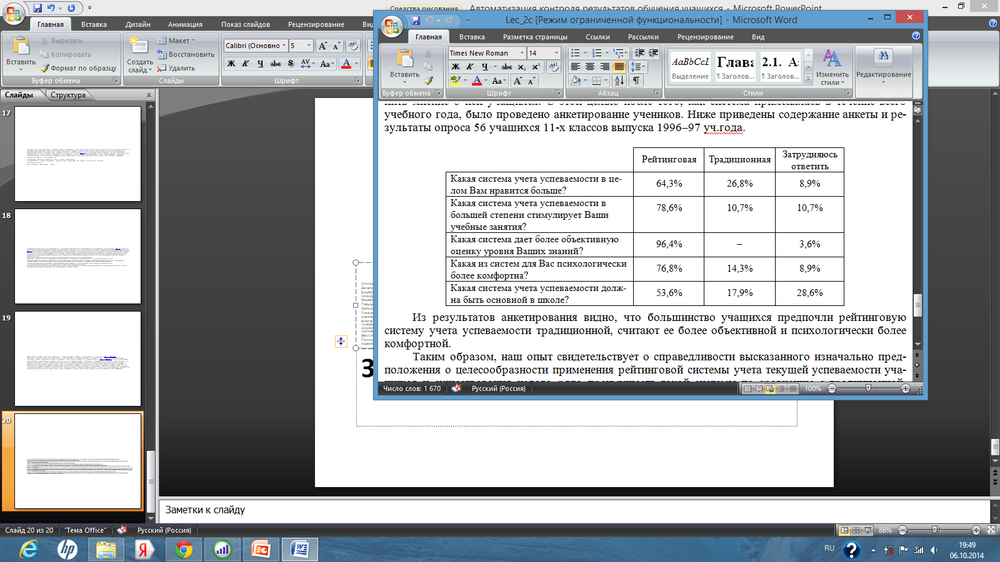 Средства рисования
Автоматизация контроля результатов обучения учащихся - Microsoft PowerPoint
Главная Вставка Дизайн Анимация Показ слайдов Рецензирование Вид
Вставить
Вырезать
Копировать
Формат по образцу
Буфер обмена
Создать слайд
Макет
Восстановить
Удалить
Слайды
Calibri (Основно 5
Ж К Ч abc S AV Aa А
Шрифт
Слайды Структура x
17
18
19
20
Lec_2c [Режим ограниченной функциональности] - Microsoft Word
Главная Вставка Разметка страницы Ссылки Рассылки Рецензирование Вид
Вставить
Буфер обмена
Times New Roman 14
Ж К Ч abc x₂ x²
ab А Aa A A
Шрифт
Абзац
AaBbCcL
Выделение
Глава
¶ Заголов...
2.1. А
¶ Заголов...
Стили
Изменить стили
Редактирование
учебного года, было проведено анкетирование учеников. Ниже приведены содержание анкеты и ре-
зультаты опроса 56 учащихся 11-х классов выпуска 1996–97 уч.года.
Рейтинговая Традиционная Затрудняюсь ответить
Какая система учета успеваемости в це-
лом Вам нравится больше?
64,3% 26,8% 8,9%
Какая система учета успеваемости в
большей степени стимулирует Ваши
учебные занятия?
78,6% 10,7% 10,7%
Какая система дает более объективную
оценку уровня Ваших знаний?
96,4% – 3,6%
Какая из систем для Вас психологически
более комфортна?
76,8% 14,3% 8,9%
Какая система учета успеваемости долж-
на быть основной в школе?
53,6% 17,9% 28,6%
Из результатов анкетирования видно, что большинство учащихся предпочли рейтинговую
систему учета успеваемости традиционной, считают ее более объективной и психологически более
комфортной.
Таким образом, наш опыт свидетельствует о справедливости высказанного изначально пред-
положения о целесообразности применения рейтинговой системы учета текущей успеваемости уча-
Число слов: 1 670 Русский (Россия) 100%
З
Заметки к слайду
Слайд 20 из 20 "Тема Office" Русский (Россия) 86%
RU
19:49
06.10.2014